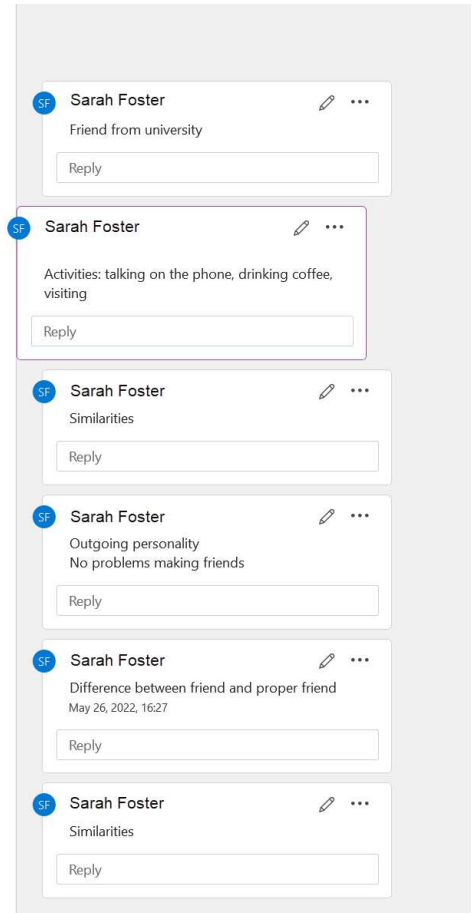 SF Sarah Foster
Friend from university
Reply
SF Sarah Foster
Activities: talking on the phone, drinking coffee,
visiting
Reply
SF Sarah Foster
Similarities
Reply
SF Sarah Foster
Outgoing personality
No problems making friends
Reply
SF Sarah Foster
Difference between friend and proper friend
May 26, 2022, 16:27
Reply
SF Sarah Foster
Similarities
Reply